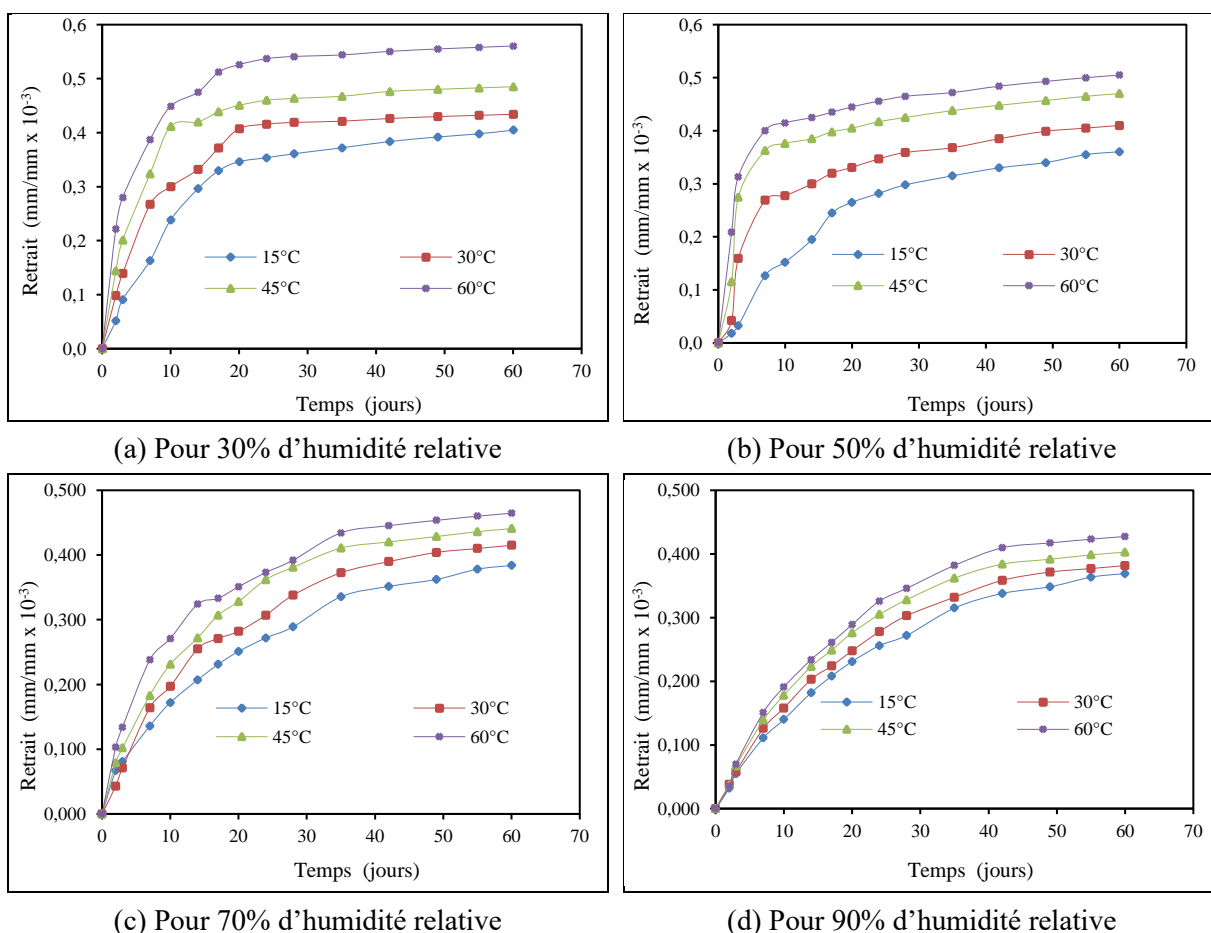 0,6
0,5
0,4
0,3
0,2
0,1
0,0
0 10 20 30 40 50 60 70
Retrait (mm/mm x 10⁻³)
Temps (jours)
15°C 30°C
45°C 60°C
(a) Pour 30% d’humidité relative
0,6
0,5
0,4
0,3
0,2
0,1
0,0
0 10 20 30 40 50 60 70
Retrait (mm/mm x 10⁻³)
Temps (jours)
15°C 30°C
45°C 60°C
(b) Pour 50% d’humidité relative
0,500
0,400
0,300
0,200
0,100
0,000
0 10 20 30 40 50 60 70
Retrait (mm/mm x 10⁻³)
Temps (jours)
15°C 30°C
45°C 60°C
(c) Pour 70% d’humidité relative
0,500
0,400
0,300
0,200
0,100
0,000
0 10 20 30 40 50 60 70
Retrait (mm/mm x 10⁻³)
Temps (jours)
15°C 30°C
45°C 60°C
(d) Pour 90% d’humidité relative